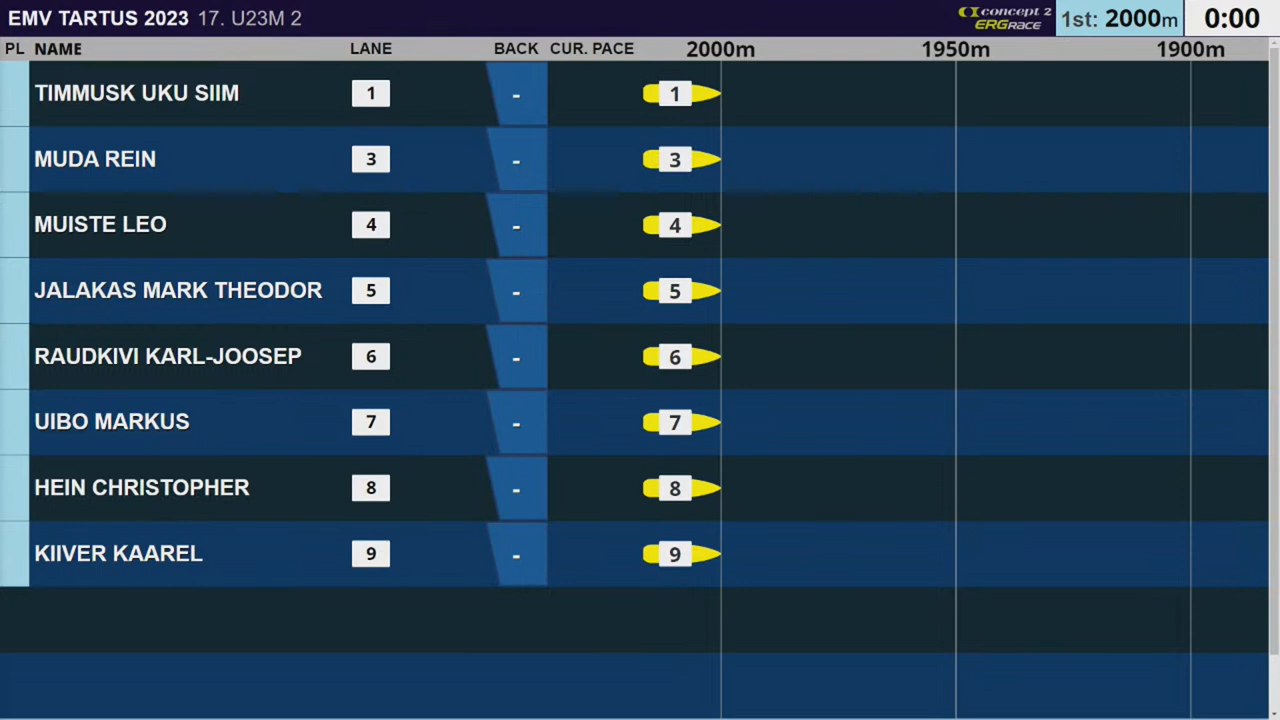 EMV TARTUS 2023 17. U23M 2 concept 2 ERGRACE 1st: 2000m 0:00
PL NAME LANE BACK CUR. PACE 2000m 1950m 1900m
TIMMUSK UKU SIIM 1 - 1
MUDA REIN 3 - 3
MUISTE LEO 4 - 4
JALAKAS MARK THEODOR 5 - 5
RAUDKIVI KARL-JOOSEP 6 - 6
UIBO MARKUS 7 - 7
HEIN CHRISTOPHER 8 - 8
KIIVER KAAREL 9 - 9